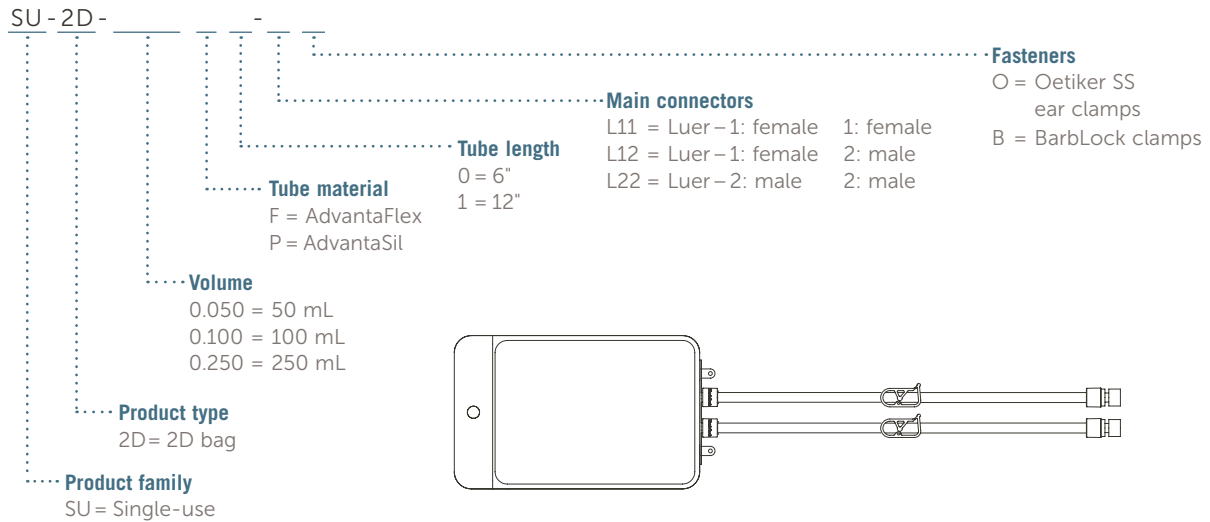 SU - 2D - -
Fasteners
O = Oetiker SS
ear clamps
B = BarbLock clamps
Main connectors
L11 = Luer – 1: female 1: female
L12 = Luer – 1: female 2: male
L22 = Luer – 2: male 2: male
Tube length
0 = 6"
1 = 12"
Tube material
F = AdvantaFlex
P = AdvantaSil
Volume
0.050 = 50 mL
0.100 = 100 mL
0.250 = 250 mL
Product type
2D= 2D bag
Product family
SU = Single-use